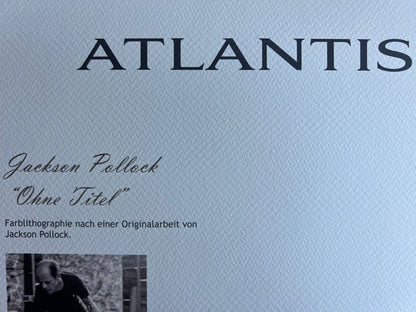 ATLANTIS
Jackson Pollock
"Ohne Titel"
Farblithographie nach einer Originalarbeit von
Jackson Pollock.